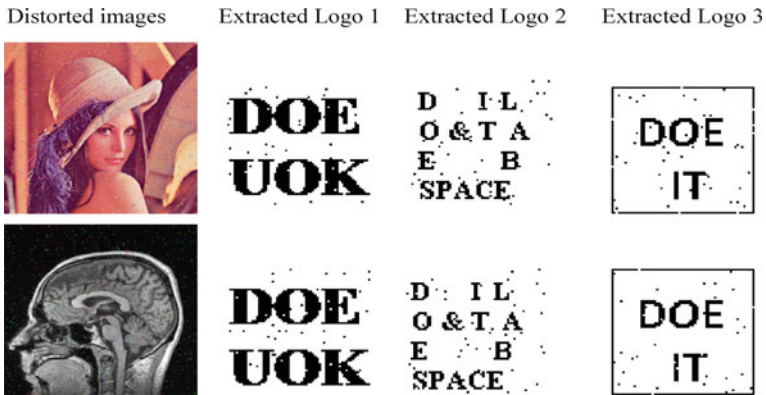 Distorted images Extracted Logo 1 Extracted Logo 2 Extracted Logo 3
DOE
UOK
D I L
O & T A
E B
SPACE
DOE
IT
DOE
UOK
D I L
O & T A
E B
SPACE
DOE
IT